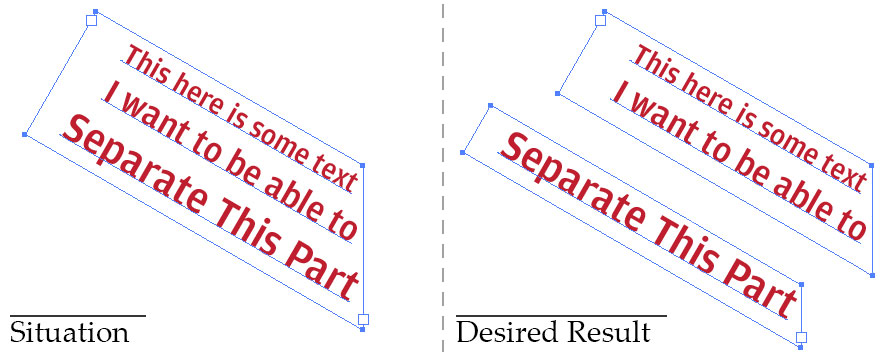 This here is some text
I want to be able to
Separate This Part
Situation
This here is some text
I want to be able to
Separate This Part
Desired Result